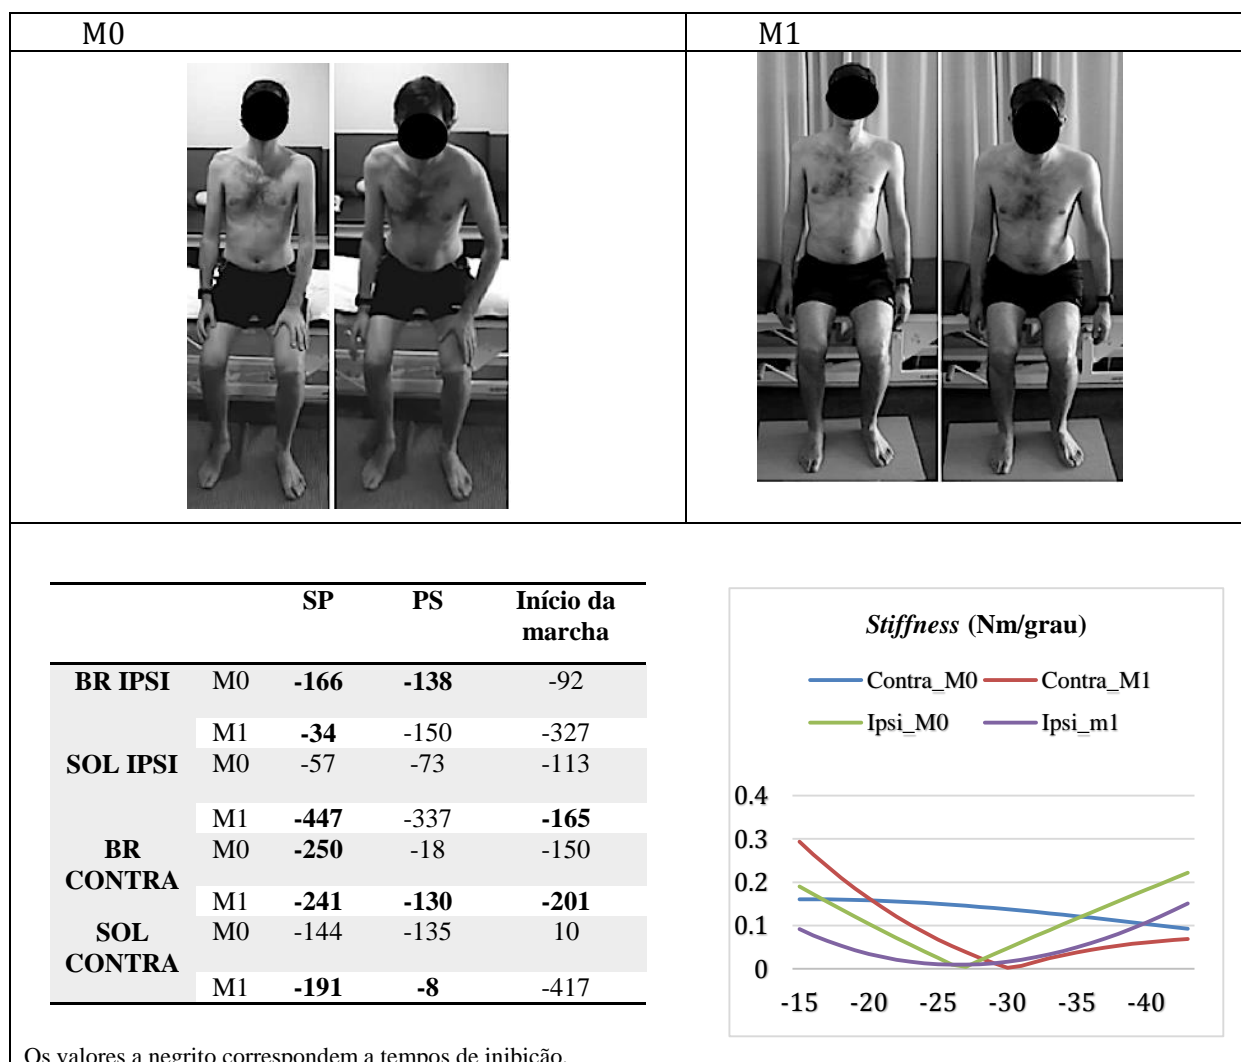 M0 M1
SP PS Início da marcha
BR IPSI M0 -166 -138 -92
M1 -34 -150 -327
SOL IPSI M0 -57 -73 -113
M1 -447 -337 -165
BR CONTRA M0 -250 -18 -150
M1 -241 -130 -201
SOL CONTRA M0 -144 -135 10
M1 -191 -8 -417
Os valores a negrito correspondem a tempos de inibição.
Stiffness (Nm/grau)
Contra_M0 Contra_M1
Ipsi_M0 Ipsi_m1
0.4
0.3
0.2
0.1
0
-15 -20 -25 -30 -35 -40